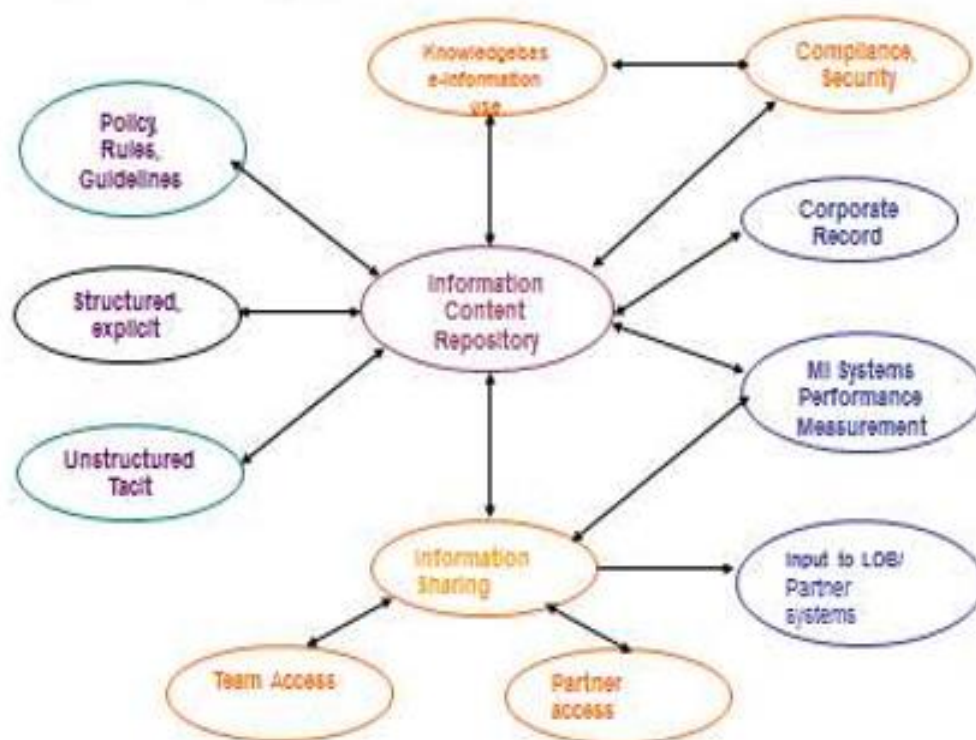 Knowledgebas
e-information
use
Compliance,
Security
Policy,
Rules,
Guidelines
Corporate
Record
Structured,
explicit
Information
Content
Repository
MI Systems
Performance
Measurement
Unstructured
Tacit
Information
Sharing
Input to LOB/
Partner
systems
Team Access
Partner
access